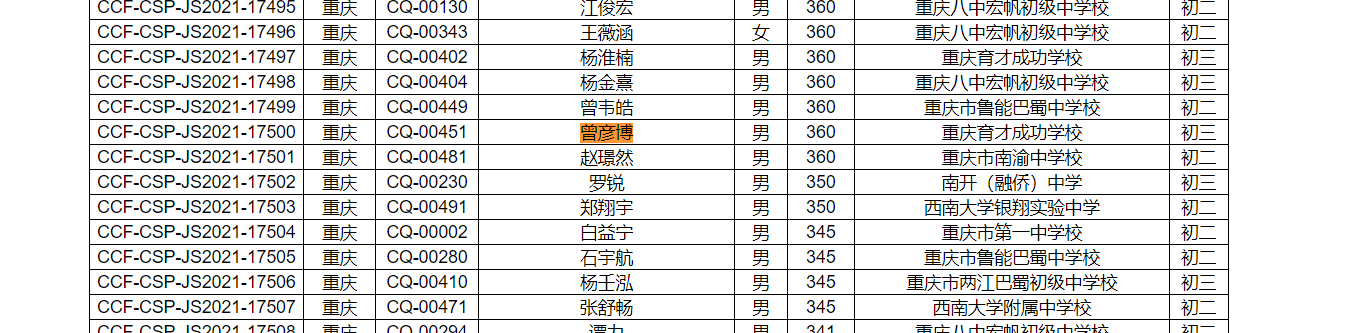 CCF-CSP-JS2021-17495 重庆 CQ-00130 江俊宏 男 360 重庆八中宏帆初级中学校 初二
CCF-CSP-JS2021-17496 重庆 CQ-00343 王薇涵 女 360 重庆八中宏帆初级中学校 初二
CCF-CSP-JS2021-17497 重庆 CQ-00402 杨淮楠 男 360 重庆育才成功学校 初三
CCF-CSP-JS2021-17498 重庆 CQ-00404 杨金熹 男 360 重庆八中宏帆初级中学校 初三
CCF-CSP-JS2021-17499 重庆 CQ-00449 曾韦皓 男 360 重庆市鲁能巴蜀中学校 初二
CCF-CSP-JS2021-17500 重庆 CQ-00451 曾彦博 男 360 重庆育才成功学校 初三
CCF-CSP-JS2021-17501 重庆 CQ-00481 赵璟然 男 360 重庆市南渝中学校 初二
CCF-CSP-JS2021-17502 重庆 CQ-00230 罗锐 男 350 南开（融侨）中学 初三
CCF-CSP-JS2021-17503 重庆 CQ-00491 郑翔宇 男 350 西南大学银翔实验中学 初二
CCF-CSP-JS2021-17504 重庆 CQ-00002 白益宁 男 345 重庆市第一中学校 初二
CCF-CSP-JS2021-17505 重庆 CQ-00280 石宇航 男 345 重庆市鲁能巴蜀中学校 初二
CCF-CSP-JS2021-17506 重庆 CQ-00410 杨壬泓 男 345 重庆市两江巴蜀初级中学校 初三
CCF-CSP-JS2021-17507 重庆 CQ-00471 张舒畅 男 345 西南大学附属中学校 初二
CCF-CSP-JS2021-17508 重庆 CQ-00294 男 341 重庆八中宏帆初级中学校 初二